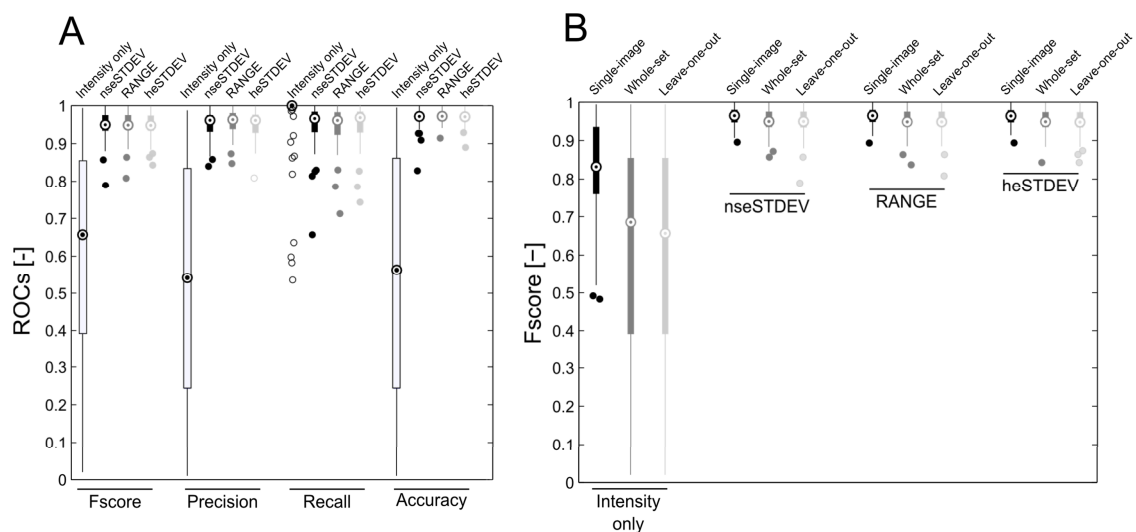 A
Intensity only
nseSTDEV
RANGE
heSTDEV
Intensity only
nseSTDEV
RANGE
heSTDEV
Intensity only
nseSTDEV
RANGE
heSTDEV
Intensity only
nseSTDEV
RANGE
heSTDEV
ROCs [-]
1
0.9
0.8
0.7
0.6
0.5
0.4
0.3
0.2
0.1
0
Fscore
Precision
Recall
Accuracy
B
Single-image
Whole-set
Leave-one-out
Single-image
Whole-set
Leave-one-out
Single-image
Whole-set
Leave-one-out
Single-image
Whole-set
Leave-one-out
Fscore [−]
1
0.9
0.8
0.7
0.6
0.5
0.4
0.3
0.2
0.1
0
nseSTDEV
RANGE
heSTDEV
Intensity
only